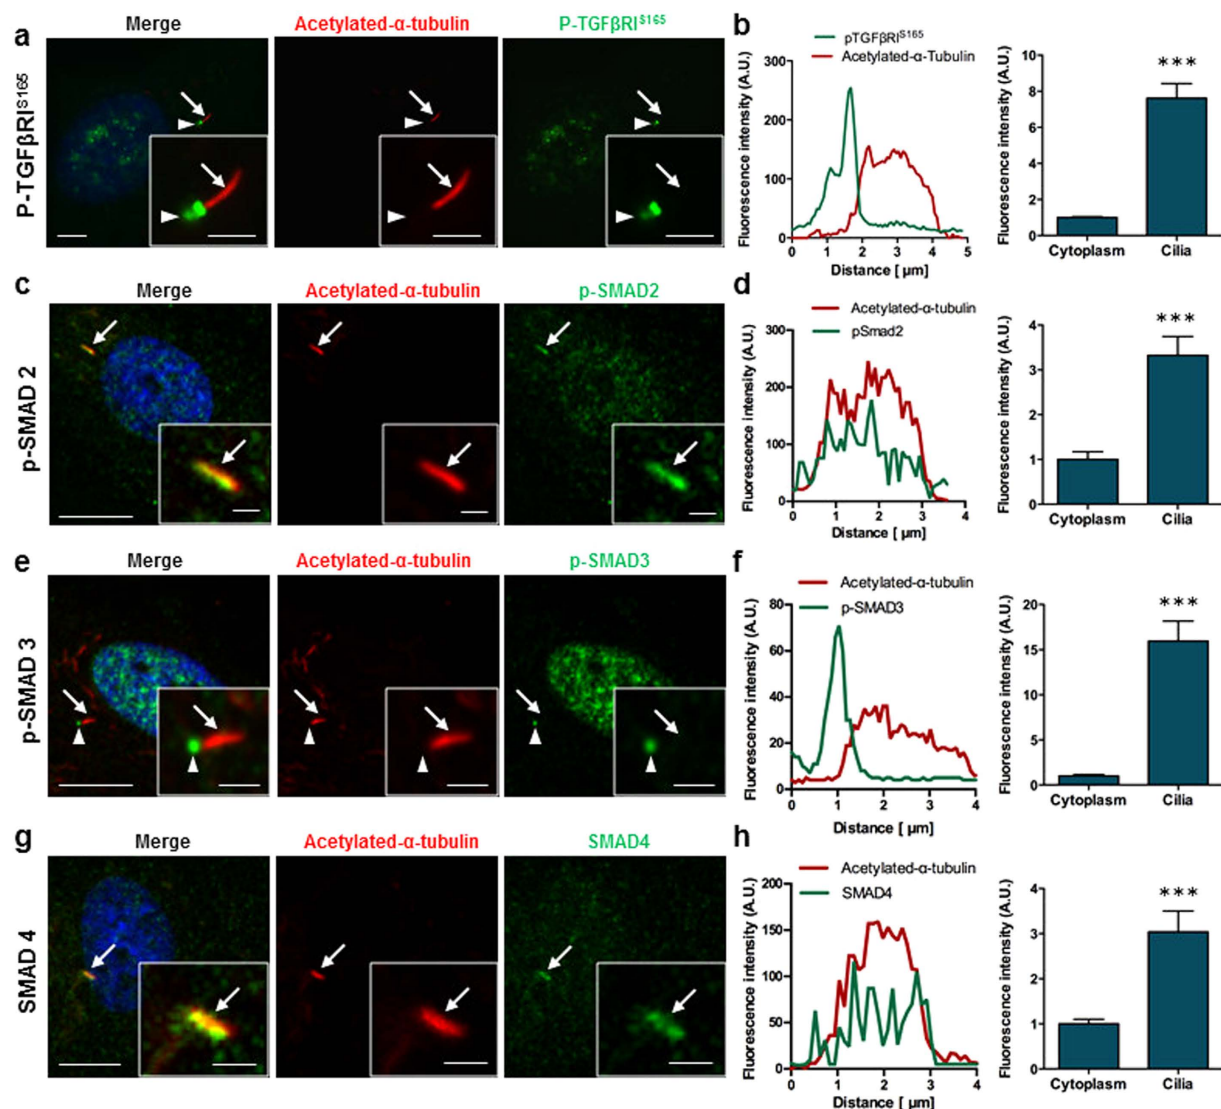 a
Merge
Acetylated-α-tubulin
P-TGFβRI^S165
P-TGFβRI^S165
b
pTGFβRI^S165
Acetylated-α-Tubulin
Fluorescence intensity (A.U.)
300
200
100
0
0 1 2 3 4 5
Distance [ μm]
Fluorescence intensity (A.U.)
10
8
6
4
2
0
***
Cytoplasm Cilia
c
Merge
Acetylated-α-tubulin
p-SMAD2
p-SMAD 2
d
Acetylated-α-tubulin
pSmad2
Fluorescence intensity (A.U.)
300
200
100
0
0 1 2 3 4
Distance [ μm]
Fluorescence intensity (A.U.)
4
3
2
1
0
***
Cytoplasm Cilia
e
Merge
Acetylated-α-tubulin
p-SMAD3
p-SMAD 3
f
Acetylated-α-tubulin
p-SMAD3
Fluorescence intensity (A.U.)
80
60
40
20
0
0 1 2 3 4
Distance [ μm]
Fluorescence intensity (A.U.)
20
15
10
5
0
***
Cytoplasm Cilia
g
Merge
Acetylated-α-tubulin
SMAD4
SMAD 4
h
Acetylated-α-tubulin
SMAD4
Fluorescence intensity (A.U.)
200
150
100
50
0
0 1 2 3 4
Distance [ μm]
Fluorescence intensity (A.U.)
4
3
2
1
0
***
Cytoplasm Cilia